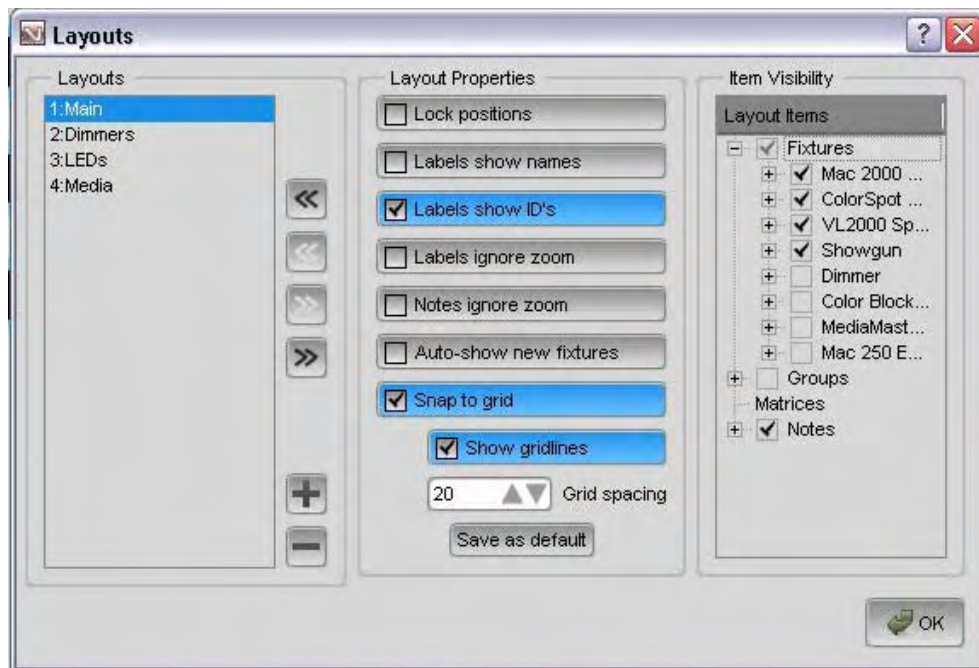 Layouts
Layouts
1:Main
2:Dimmers
3:LEDs
4:Media
Layout Properties
Lock positions
Labels show names
Labels show ID's
Labels ignore zoom
Notes ignore zoom
Auto-show new fixtures
Snap to grid
Show gridlines
20 Grid spacing
Save as default
Item Visibility
Layout Items
Fixtures
Mac 2000 ...
ColorSpot ...
VL2000 Sp...
Showgun
Dimmer
Color Block...
MediaMast...
Mac 250 E...
Groups
Matrices
Notes
OK